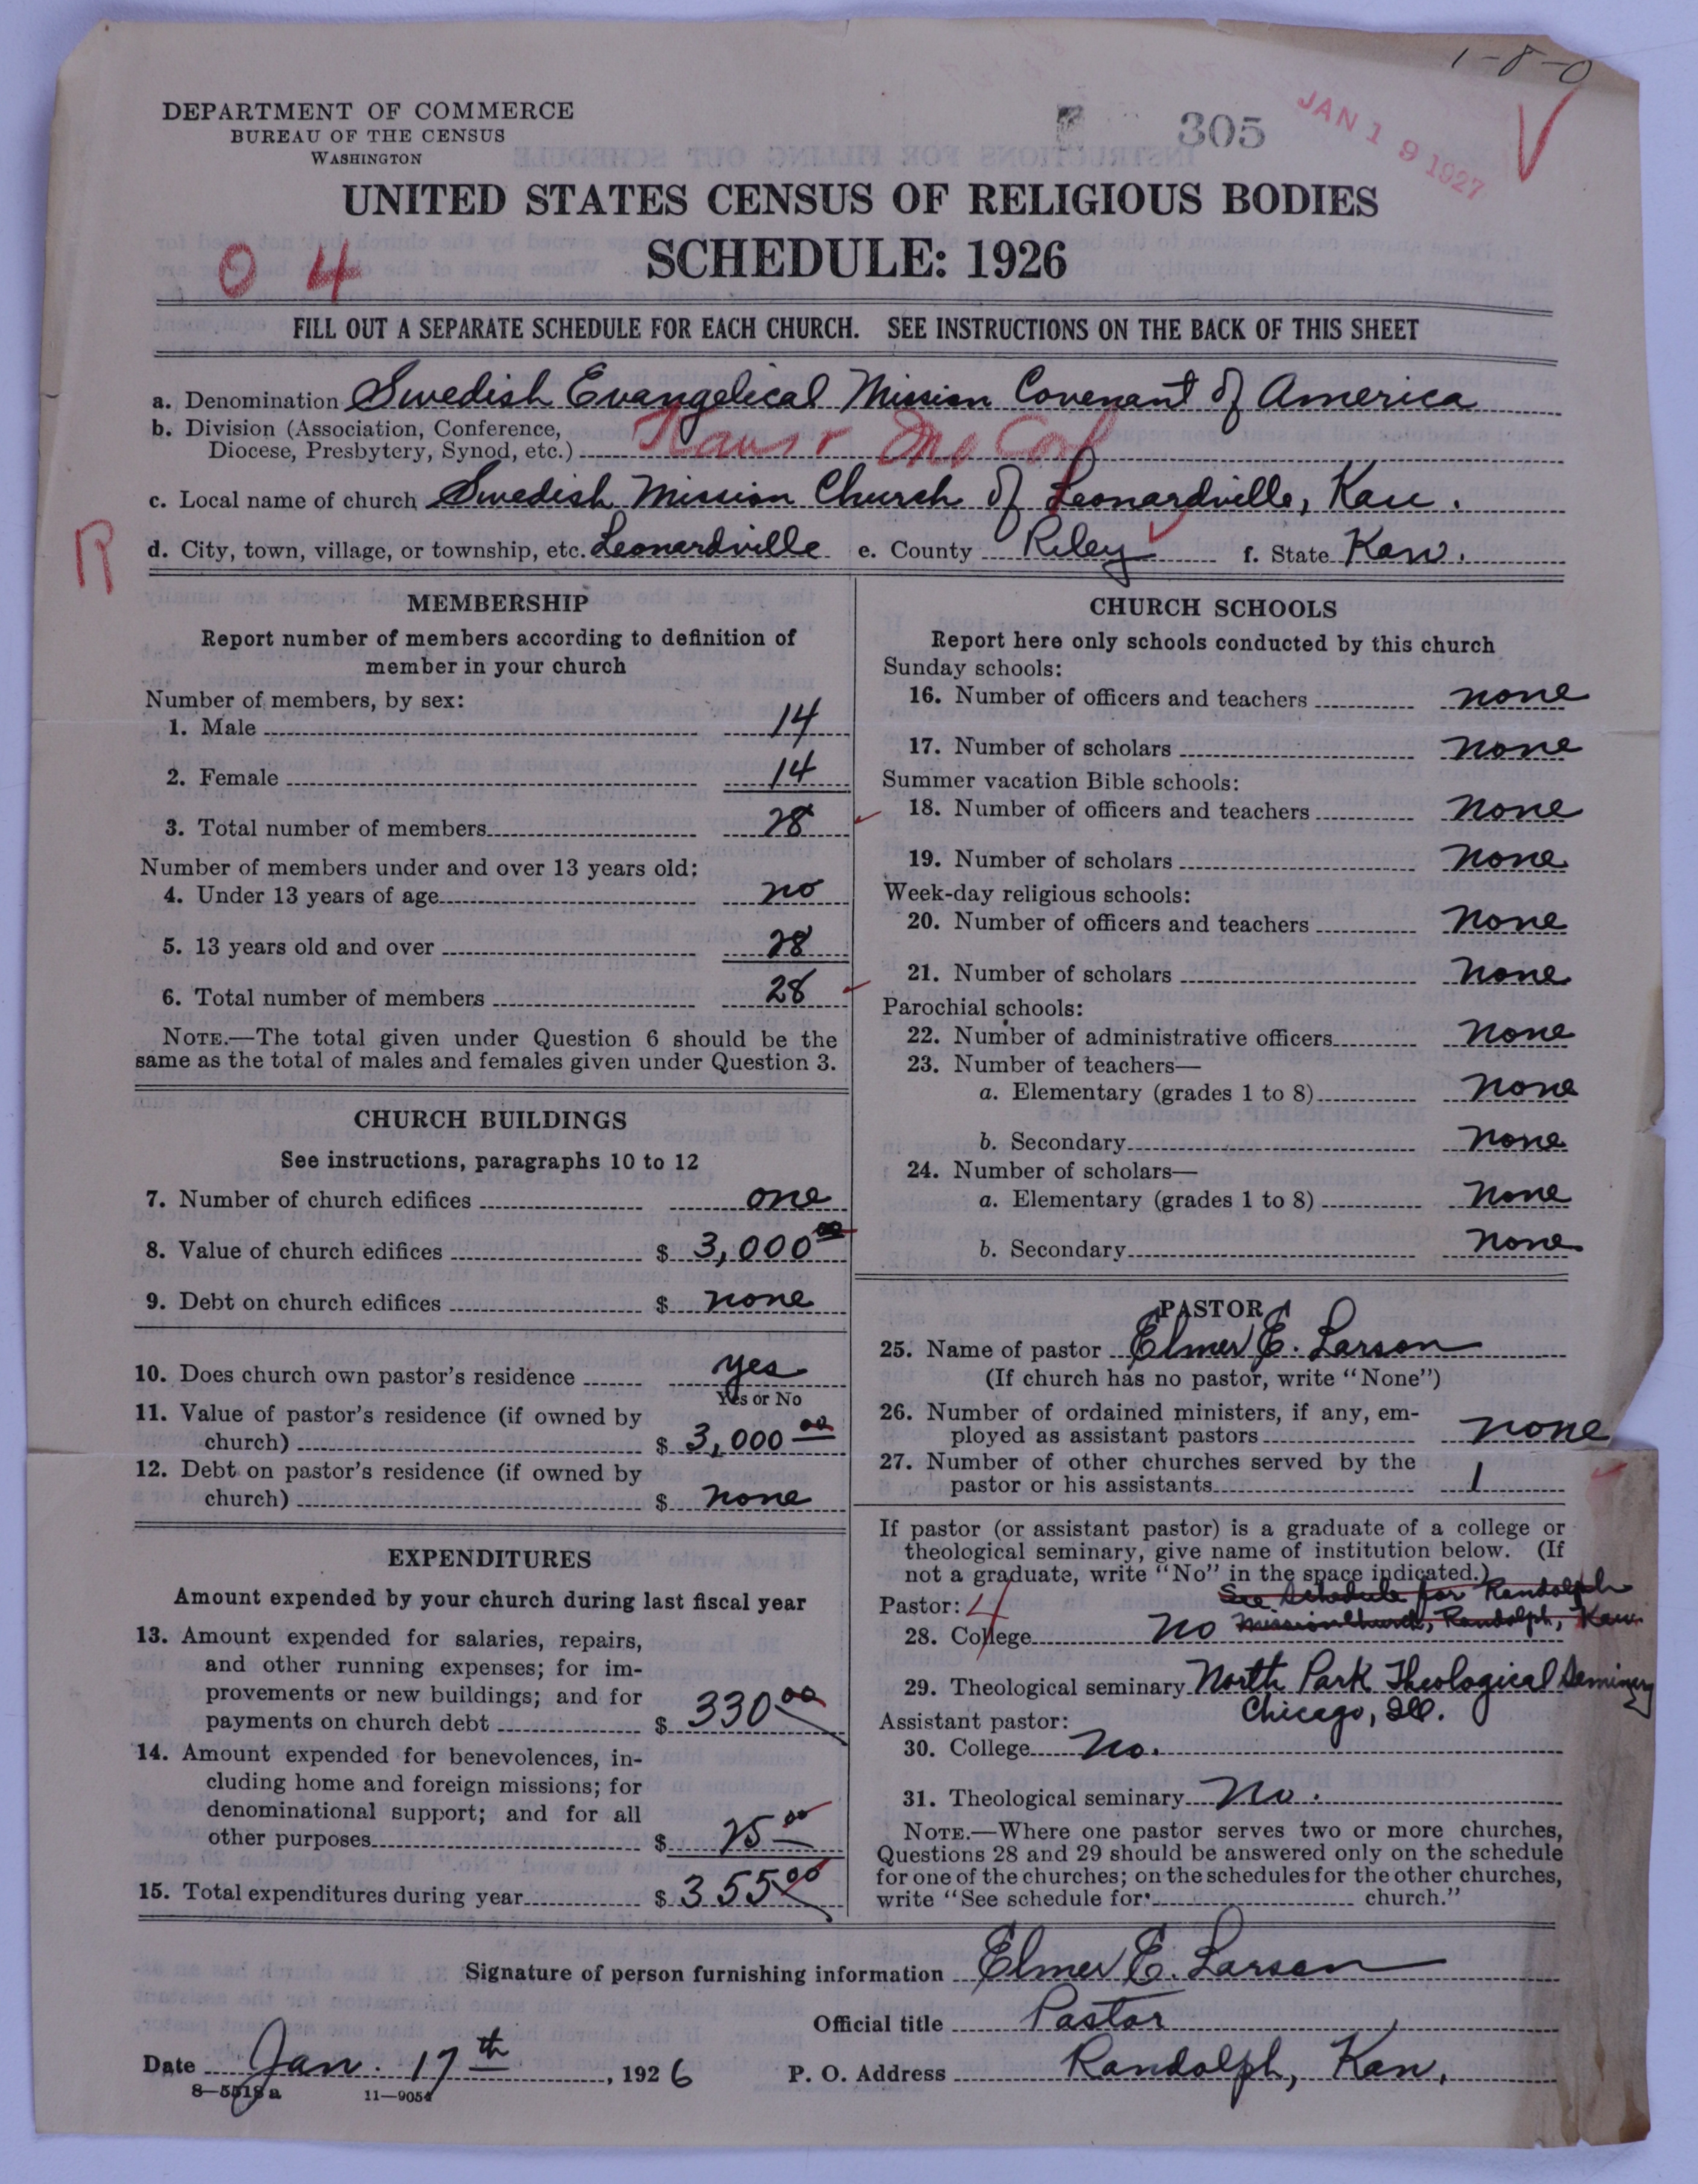 1-8-0
DEPARTMENT OF COMMERCE
BUREAU OF THE CENSUS
WASHINGTON
305
JAN 19 1927
UNITED STATES CENSUS OF RELIGIOUS BODIES
SCHEDULE: 1926
0 4
FILL OUT A SEPARATE SCHEDULE FOR EACH CHURCH. SEE INSTRUCTIONS ON THE BACK OF THIS SHEET
a. Denomination Swedish Evangelical Mission Covenant of America
b. Division (Association, Conference,
Diocese, Presbytery, Synod, etc.)
c. Local name of church Swedish Mission Church of Leonardville, Kan.
R
d. City, town, village, or township, etc. Leonardville e. County Riley f. State Kan.
MEMBERSHIP
Report number of members according to definition of
member in your church
Number of members, by sex:
1. Male 14
2. Female 14
3. Total number of members 28
Number of members under and over 13 years old:
4. Under 13 years of age no
5. 13 years old and over 28
6. Total number of members 28
NOTE.—The total given under Question 6 should be the
same as the total of males and females given under Question 3.
CHURCH BUILDINGS
See instructions, paragraphs 10 to 12
7. Number of church edifices one
8. Value of church edifices $ 3,000 00
9. Debt on church edifices $ none
10. Does church own pastor's residence yes
Yes or No
11. Value of pastor's residence (if owned by
church) $ 3,000 00
12. Debt on pastor's residence (if owned by
church) $ none
EXPENDITURES
Amount expended by your church during last fiscal year
13. Amount expended for salaries, repairs,
and other running expenses; for im-
provements or new buildings; and for
payments on church debt $ 330 00
14. Amount expended for benevolences, in-
cluding home and foreign missions; for
denominational support; and for all
other purposes $ 25 00
15. Total expenditures during year $ 355 00
CHURCH SCHOOLS
Report here only schools conducted by this church
Sunday schools:
16. Number of officers and teachers none
17. Number of scholars none
Summer vacation Bible schools:
18. Number of officers and teachers none
19. Number of scholars none
Week-day religious schools:
20. Number of officers and teachers none
21. Number of scholars none
Parochial schools:
22. Number of administrative officers none
23. Number of teachers—
a. Elementary (grades 1 to 8) none
b. Secondary none
24. Number of scholars—
a. Elementary (grades 1 to 8) none
b. Secondary none
PASTOR
25. Name of pastor Elmer E. Larson
(If church has no pastor, write "None")
26. Number of ordained ministers, if any, em-
ployed as assistant pastors none
27. Number of other churches served by the
pastor or his assistants 1
If pastor (or assistant pastor) is a graduate of a college or
theological seminary, give name of institution below. (If
not a graduate, write "No" in the space indicated.)
See Schedule for Randolph
Pastor: 4
28. College No Mission Church, Randolph, Kan.
29. Theological seminary North Park Theological Seminary
Chicago, Ill.
Assistant pastor:
30. College No.
31. Theological seminary No.
NOTE.—Where one pastor serves two or more churches,
Questions 28 and 29 should be answered only on the schedule
for one of the churches; on the schedules for the other churches,
write "See schedule for church."
Signature of person furnishing information Elmer E. Larson
Official title Pastor
Date Jan. 17th, 1926 P. O. Address Randolph, Kan.
8—5518a 11—9054